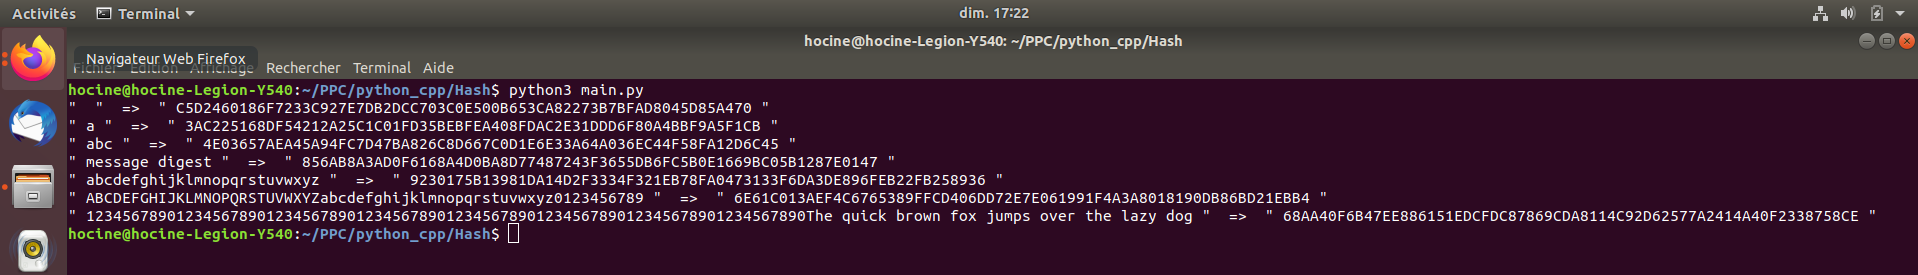 Activités Terminal dim. 17:22
hocine@hocine-Legion-Y540: ~/PPC/python_cpp/Hash
Navigateur Web Firefox
Fichier Édition Affichage Rechercher Terminal Aide
hocine@hocine-Legion-Y540:~/PPC/python_cpp/Hash$ python3 main.py
"  "  =>  " C5D2460186F7233C927E7DB2DCC703C0E500B653CA82273B7BFAD8045D85A470 "
" a "  =>  " 3AC225168DF54212A25C1C01FD35BEBFEA408FDAC2E31DDD6F80A4BBF9A5F1CB "
" abc "  =>  " 4E03657AEA45A94FC7D47BA826C8D667C0D1E6E33A64A036EC44F58FA12D6C45 "
" message digest "  =>  " 856AB8A3AD0F6168A4D0BA8D77487243F3655DB6FC5B0E1669BC05B1287E0147 "
" abcdefghijklmnopqrstuvwxyz "  =>  " 9230175B13981DA14D2F3334F321EB78FA0473133F6DA3DE896FEB22FB258936 "
" ABCDEFGHIJKLMNOPQRSTUVWXYZabcdefghijklmnopqrstuvwxyz0123456789 "  =>  " 6E61C013AEF4C6765389FFCD406DD72E7E061991F4A3A8018190DB86BD21EBB4 "
" 12345678901234567890123456789012345678901234567890123456789012345678901234567890The quick brown fox jumps over the lazy dog "  =>  " 68AA40F6B47EE886151EDCFDC87869CDA8114C92D62577A2414A40F2338758CE "
hocine@hocine-Legion-Y540:~/PPC/python_cpp/Hash$